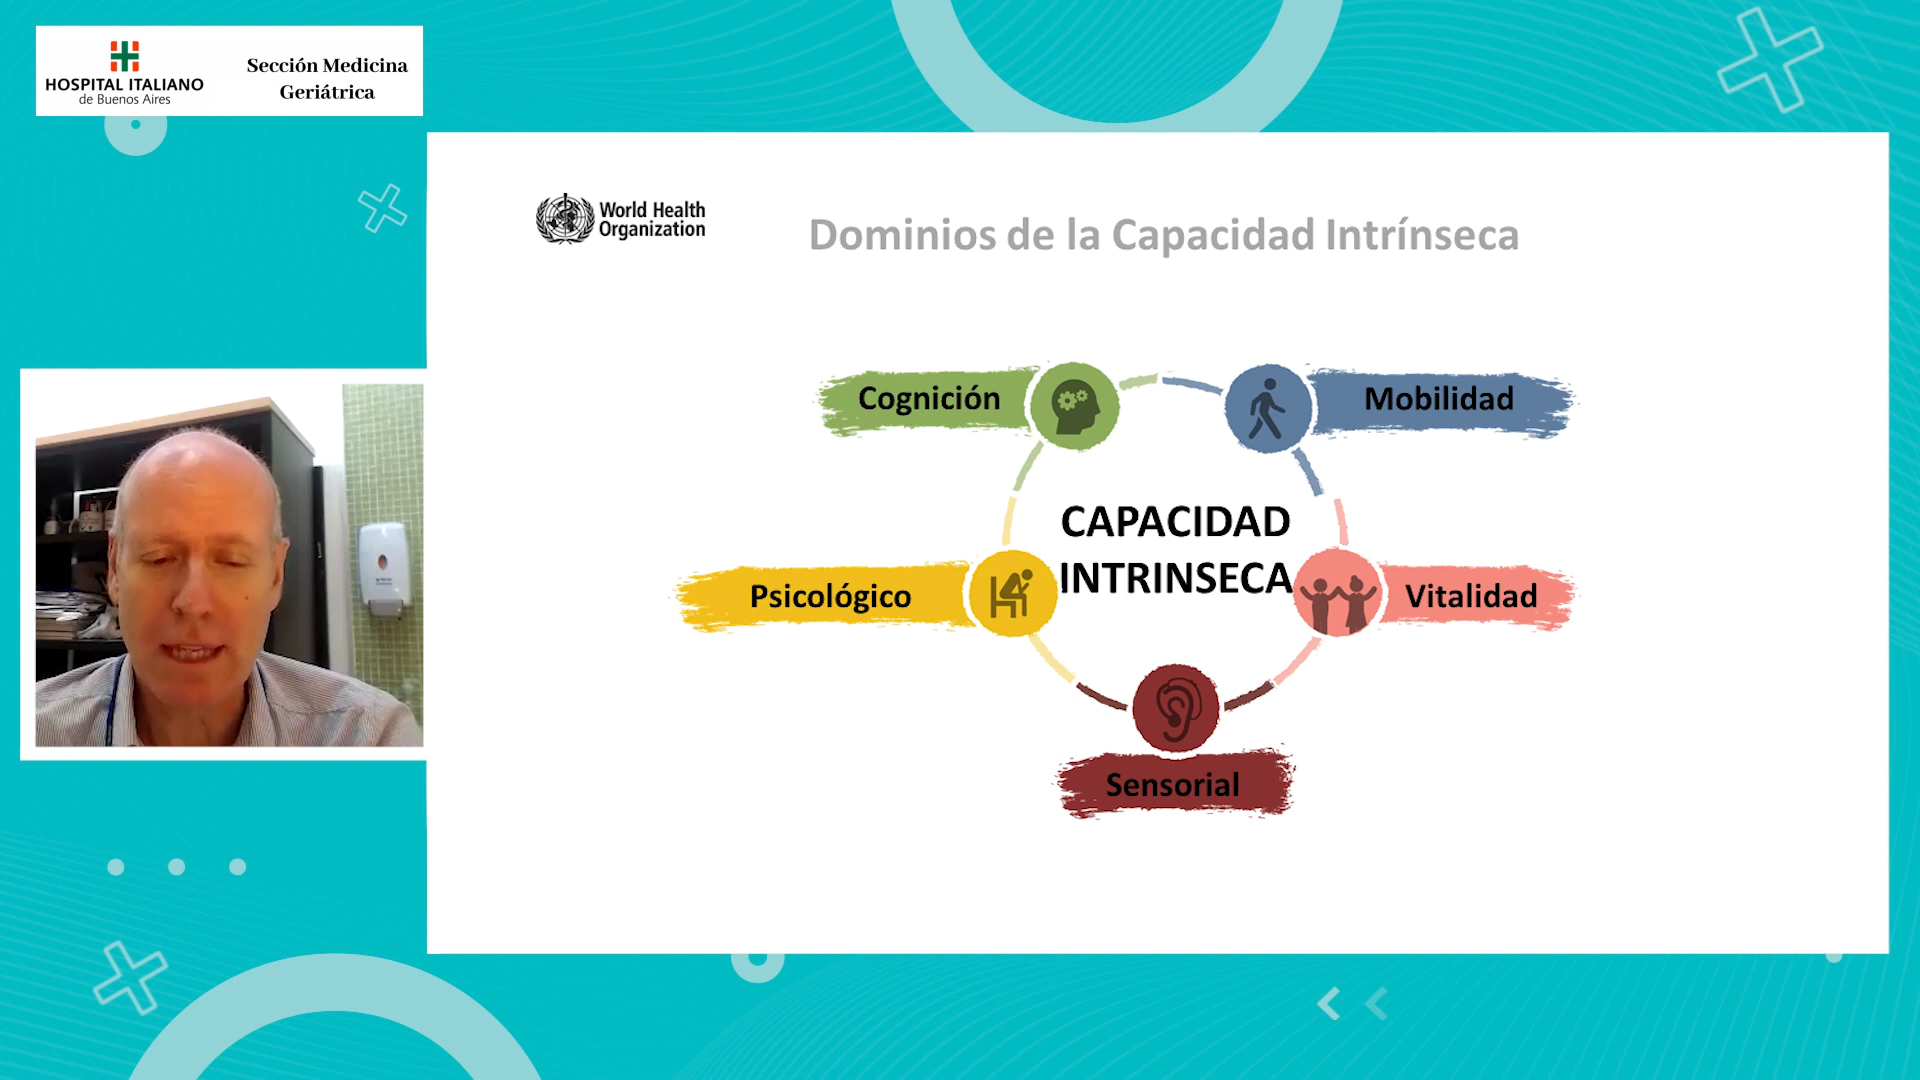 HOSPITAL ITALIANO
de Buenos Aires
Sección Medicina
Geriátrica
World Health
Organization
Dominios de la Capacidad Intrínseca
Cognición
Mobilidad
CAPACIDAD
INTRINSECA
Psicológico
Vitalidad
Sensorial